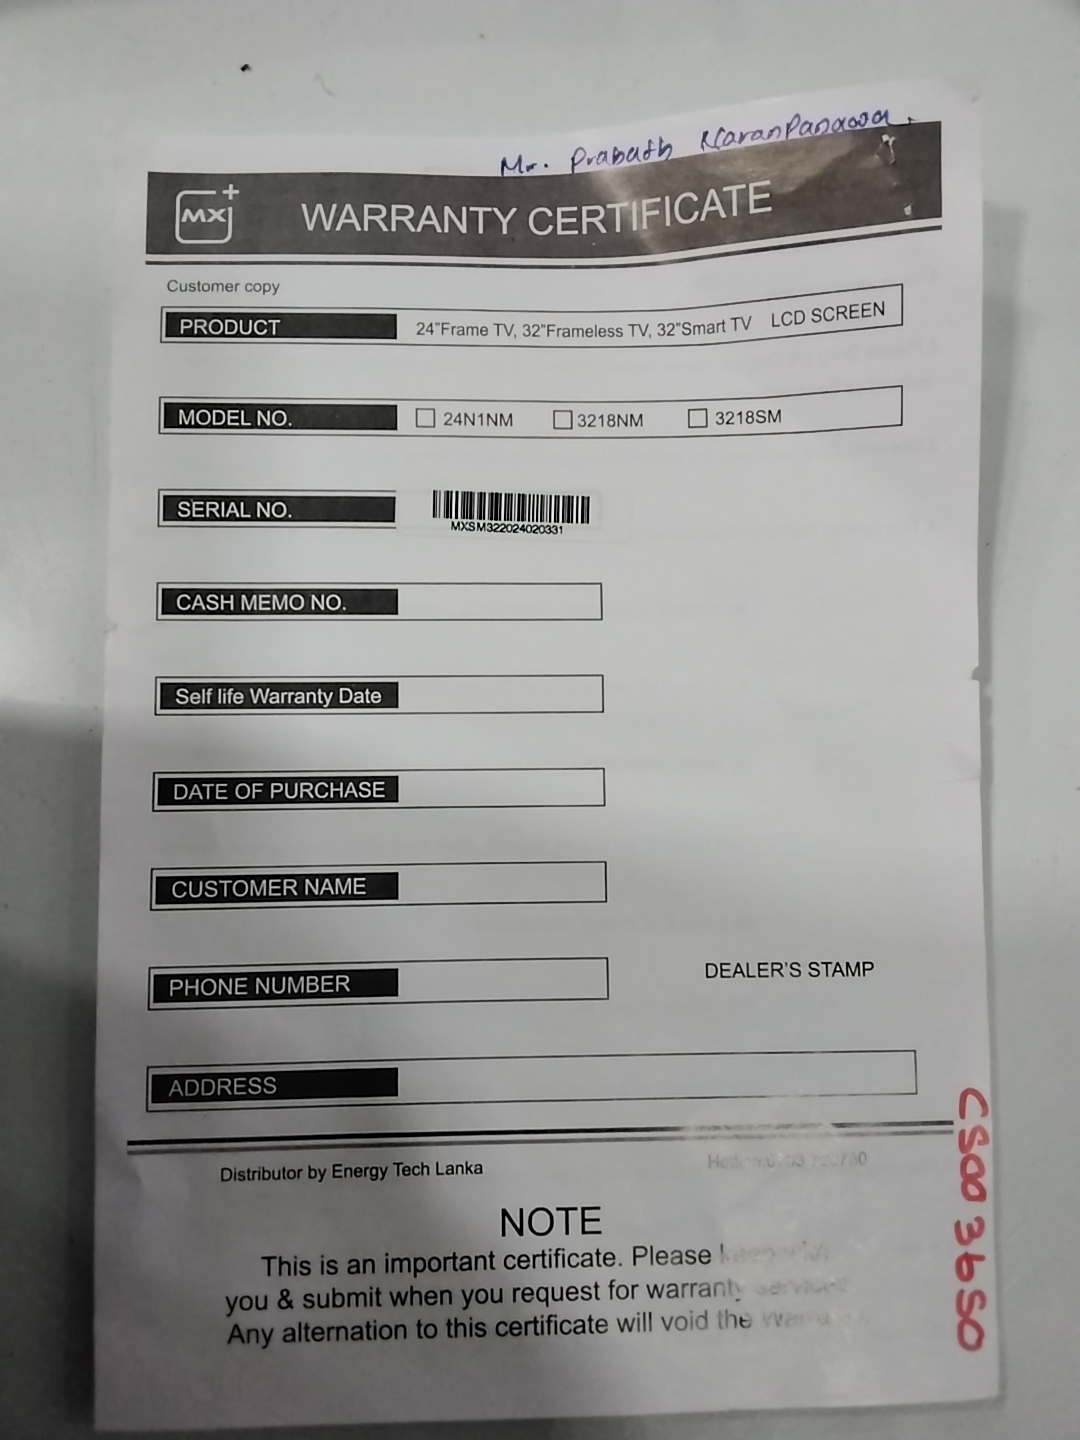 Mr. Prabath Naranpanawa.
MX+
WARRANTY CERTIFICATE
Customer copy
PRODUCT 24"Frame TV, 32"Frameless TV, 32"Smart TV LCD SCREEN
MODEL NO. 24N1NM 3218NM 3218SM
SERIAL NO.
MXSM322024020331
CASH MEMO NO.
Self life Warranty Date
DATE OF PURCHASE
CUSTOMER NAME
PHONE NUMBER
DEALER'S STAMP
ADDRESS
Distributor by Energy Tech Lanka
NOTE
This is an important certificate. Please
you & submit when you request for warranty services.
Any alternation to this certificate will void the
CS00 3650